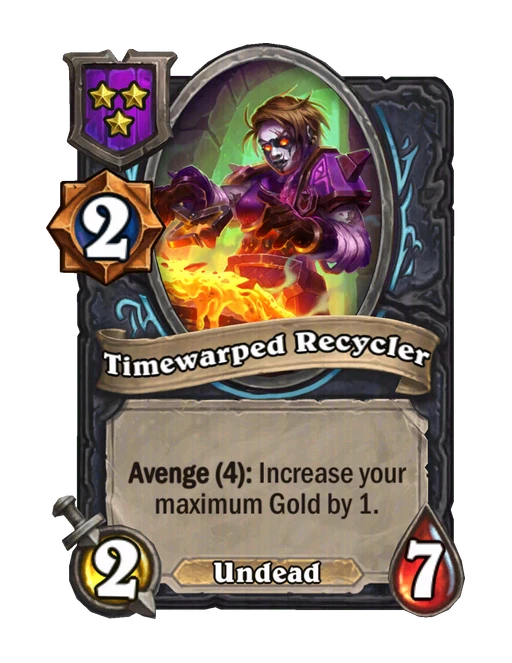 2
Timewarped Recycler
Avenge (4): Increase your
maximum Gold by 1.
2
Undead
7